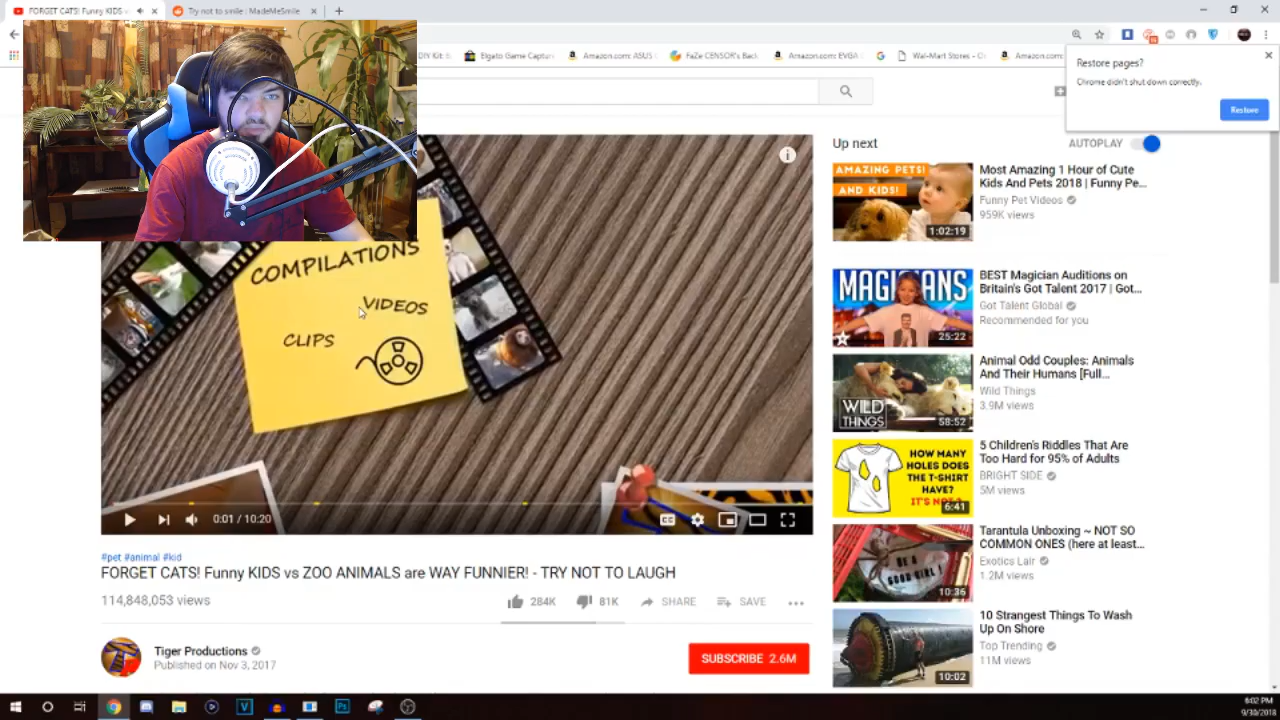 FORGET CATS! Funny KIDS
Try not to smile : MadeMeSmile
Elgato Game Captur
Amazon.com: ASUS
FaZe CENSOR's Back
Amazon.com: EVGA
Wal-Mart Stores - O
Amazon.com:
Restore pages?
Chrome didn't shut down correctly.
Restore
COMPILATIONS
VIDEOS
CLIPS
0:01 / 10:20
CC
#pet #animal #kid
FORGET CATS! Funny KIDS vs ZOO ANIMALS are WAY FUNNIER! - TRY NOT TO LAUGH
114,848,053 views
284K
81K
SHARE
SAVE
Tiger Productions
Published on Nov 3, 2017
SUBSCRIBE 2.6M
Up next
AUTOPLAY
AMAZING PETS!
AND KIDS!
1:02:19
Most Amazing 1 Hour of Cute
Kids And Pets 2018 | Funny Pe...
Funny Pet Videos
959K views
MAGICIANS
25:22
BEST Magician Auditions on
Britain's Got Talent 2017 | Got...
Got Talent Global
Recommended for you
WILD
THINGS
58:52
Animal Odd Couples: Animals
And Their Humans [Full...
Wild Things
3.9M views
HOW MANY
HOLES DOES
THE T-SHIRT
HAVE?
IT'S NOT
6:41
5 Children's Riddles That Are
Too Hard for 95% of Adults
BRIGHT SIDE
5M views
BE A
GOOD GIRL!
10:36
Tarantula Unboxing ~ NOT SO
COMMON ONES (here at least...
Exotics Lair
1.2M views
10:02
10 Strangest Things To Wash
Up On Shore
Top Trending
11M views
6:02 PM
9/30/2018